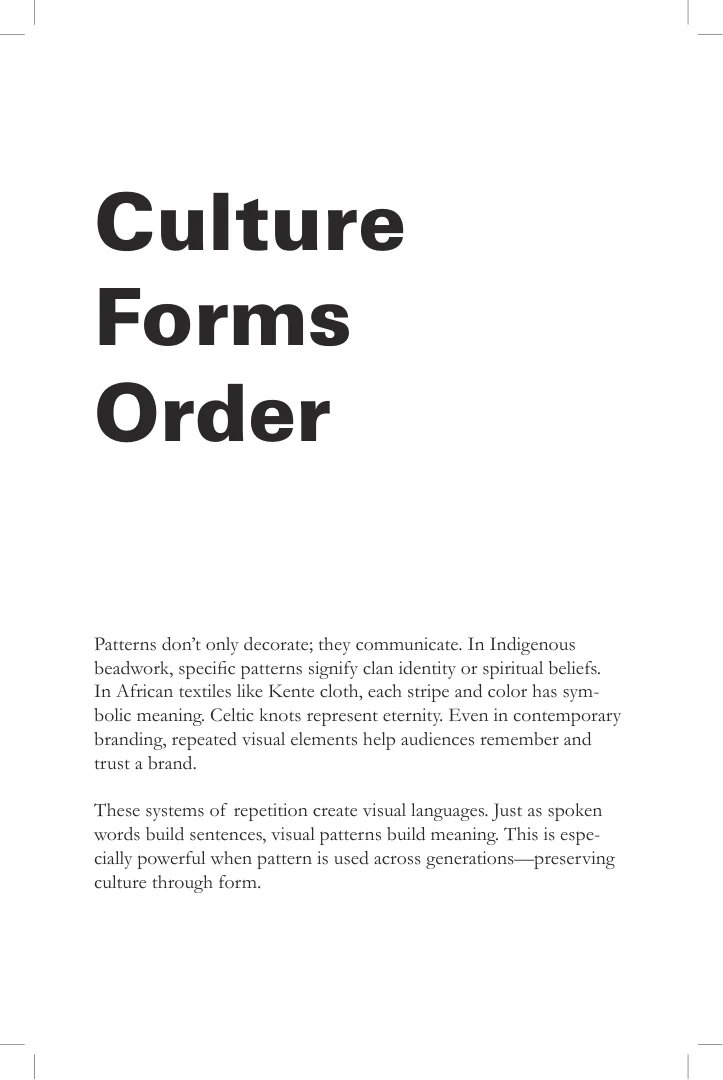 Culture
Forms
Order
Patterns don’t only decorate; they communicate. In Indigenous
beadwork, specific patterns signify clan identity or spiritual beliefs.
In African textiles like Kente cloth, each stripe and color has sym-
bolic meaning. Celtic knots represent eternity. Even in contemporary
branding, repeated visual elements help audiences remember and
trust a brand.
These systems of repetition create visual languages. Just as spoken
words build sentences, visual patterns build meaning. This is espe-
cially powerful when pattern is used across generations—preserving
culture through form.